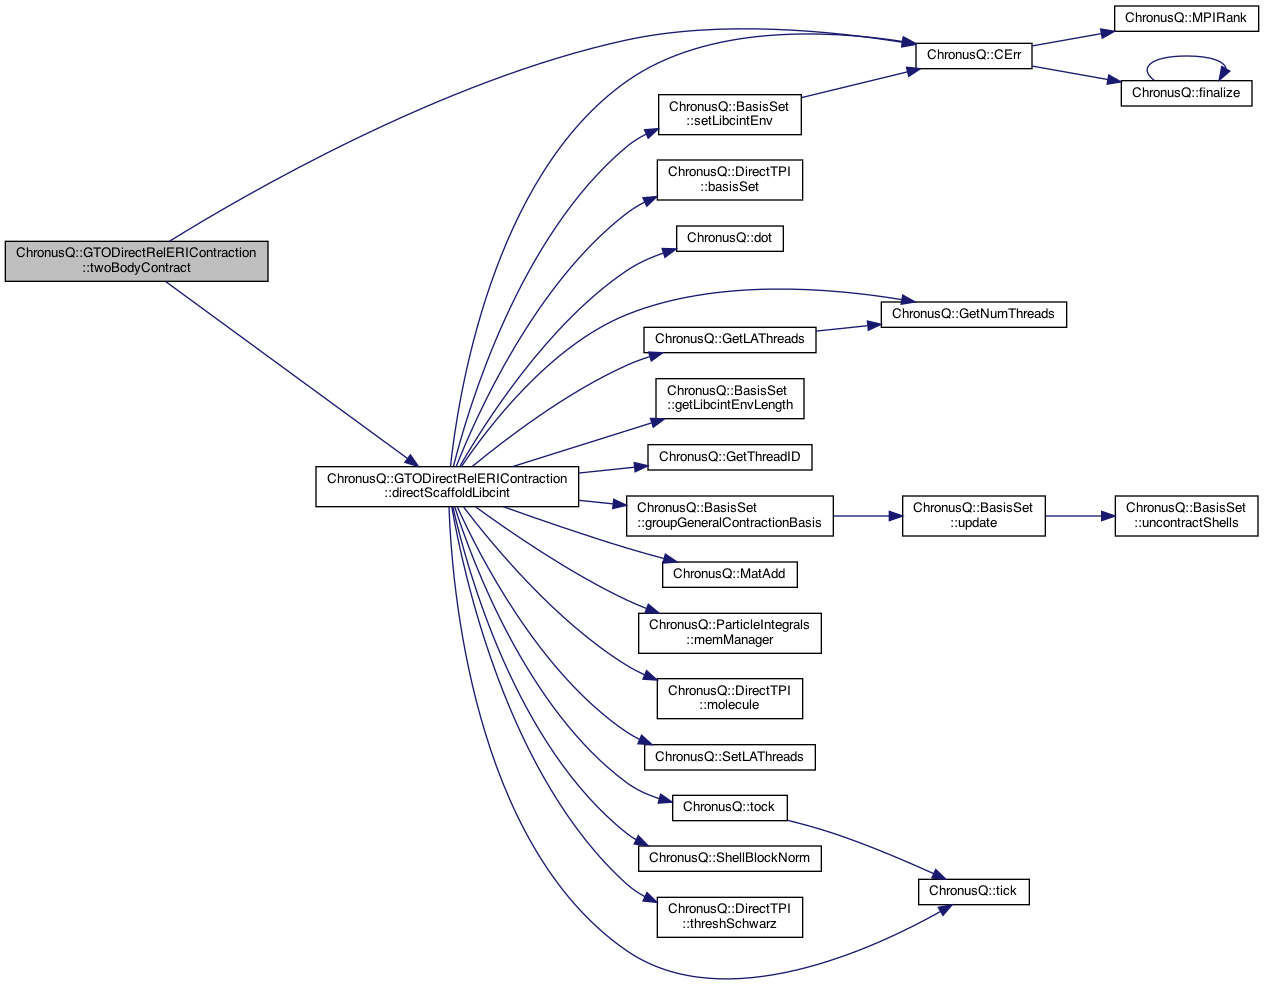 ChronusQ::GTODirectRelERIContraction
::twoBodyContract
ChronusQ::GTODirectRelERIContraction
::directScaffoldLibcint
ChronusQ::CErr
ChronusQ::MPIRank
ChronusQ::finalize
ChronusQ::BasisSet
::setLibcintEnv
ChronusQ::DirectTPI
::basisSet
ChronusQ::dot
ChronusQ::GetNumThreads
ChronusQ::GetLAThreads
ChronusQ::BasisSet
::getLibcintEnvLength
ChronusQ::GetThreadID
ChronusQ::BasisSet
::groupGeneralContractionBasis
ChronusQ::BasisSet
::update
ChronusQ::BasisSet
::uncontractShells
ChronusQ::MatAdd
ChronusQ::ParticleIntegrals
::memManager
ChronusQ::DirectTPI
::molecule
ChronusQ::SetLAThreads
ChronusQ::tock
ChronusQ::ShellBlockNorm
ChronusQ::tick
ChronusQ::DirectTPI
::threshSchwarz